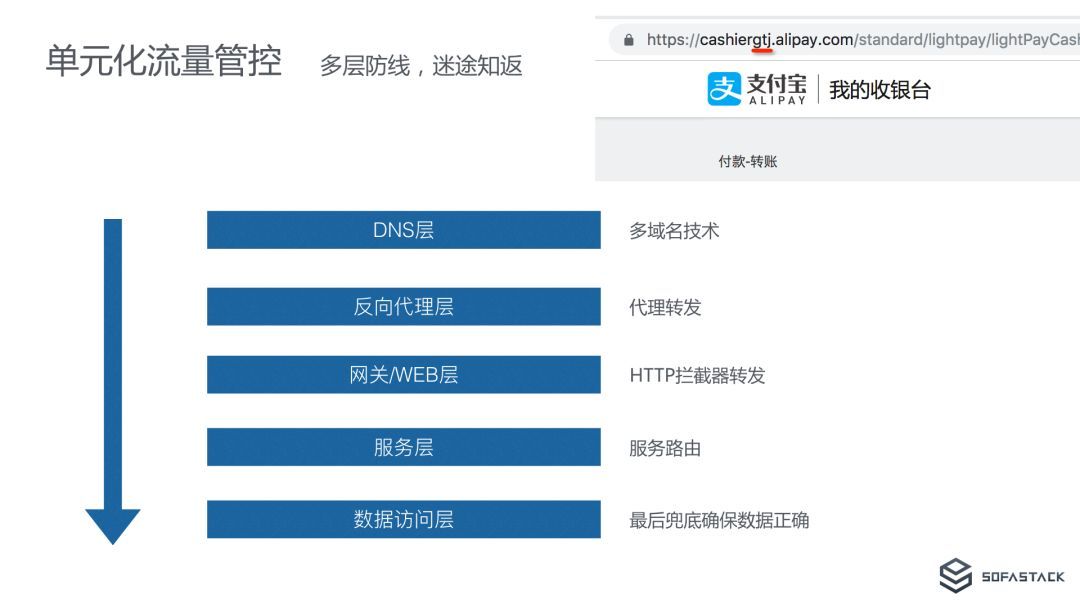 单元化流量管控 多层防线，迷途知返
https://cashiergtj.alipay.com/standard/lightpay/lightPayCash
支 支付宝 ALIPAY 我的收银台
付款-转账
DNS层 多域名技术
反向代理层 代理转发
网关/WEB层 HTTP拦截器转发
服务层 服务路由
数据访问层 最后兜底确保数据正确
SOFASTACK